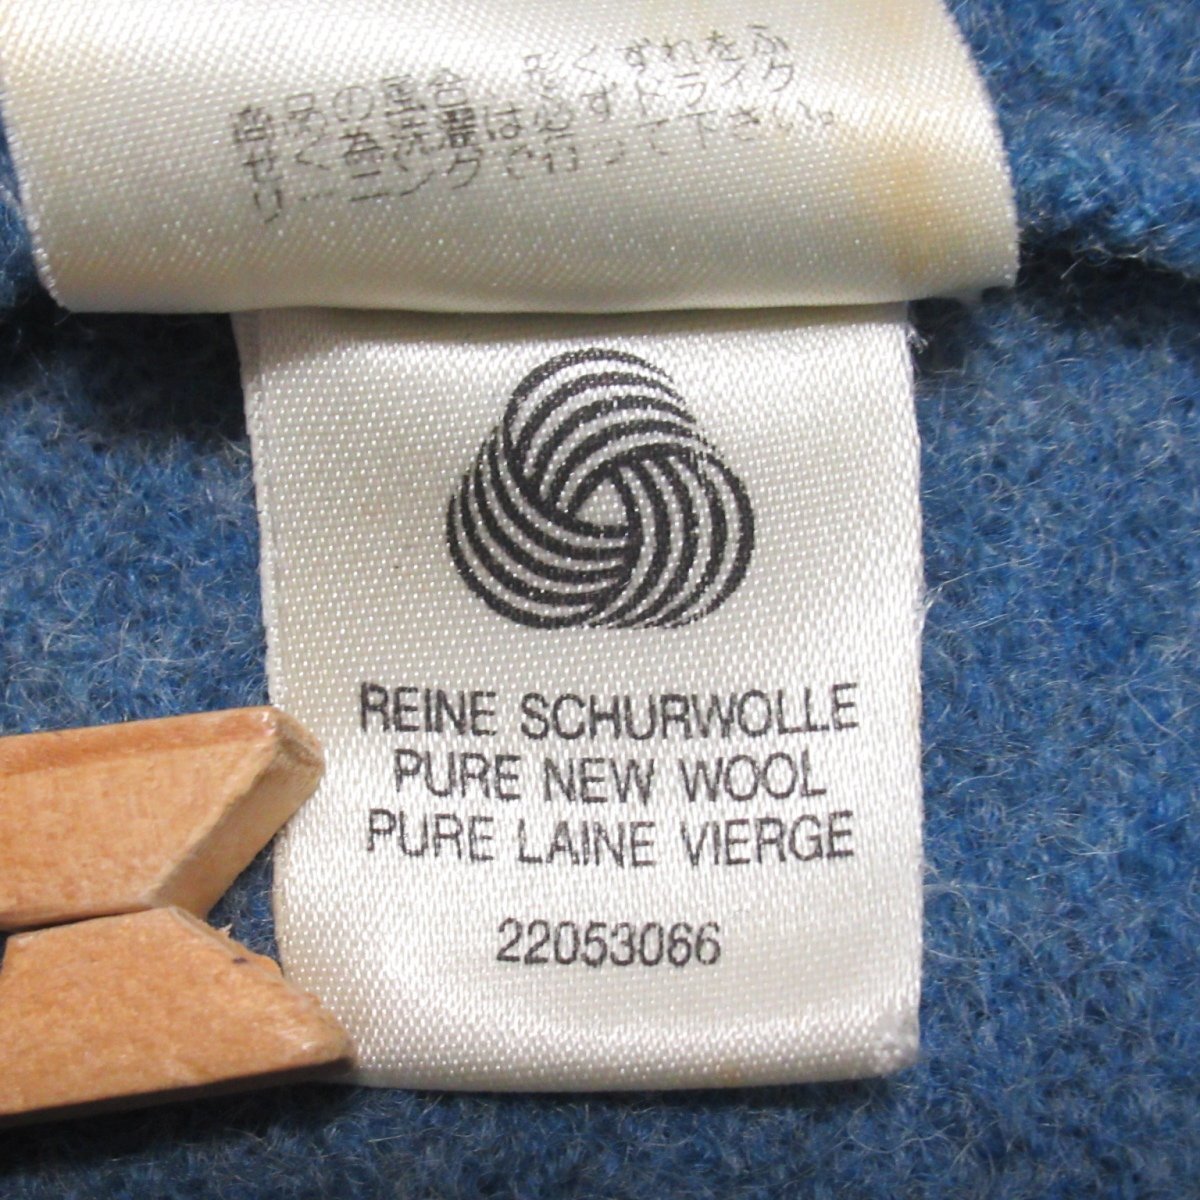 商品の風合、形くずれをふ
せぐ為洗濯は必ずドライク
リーニングで行って下さい。
REINE SCHURWOLLE
PURE NEW WOOL
PURE LAINE VIERGE
22053066